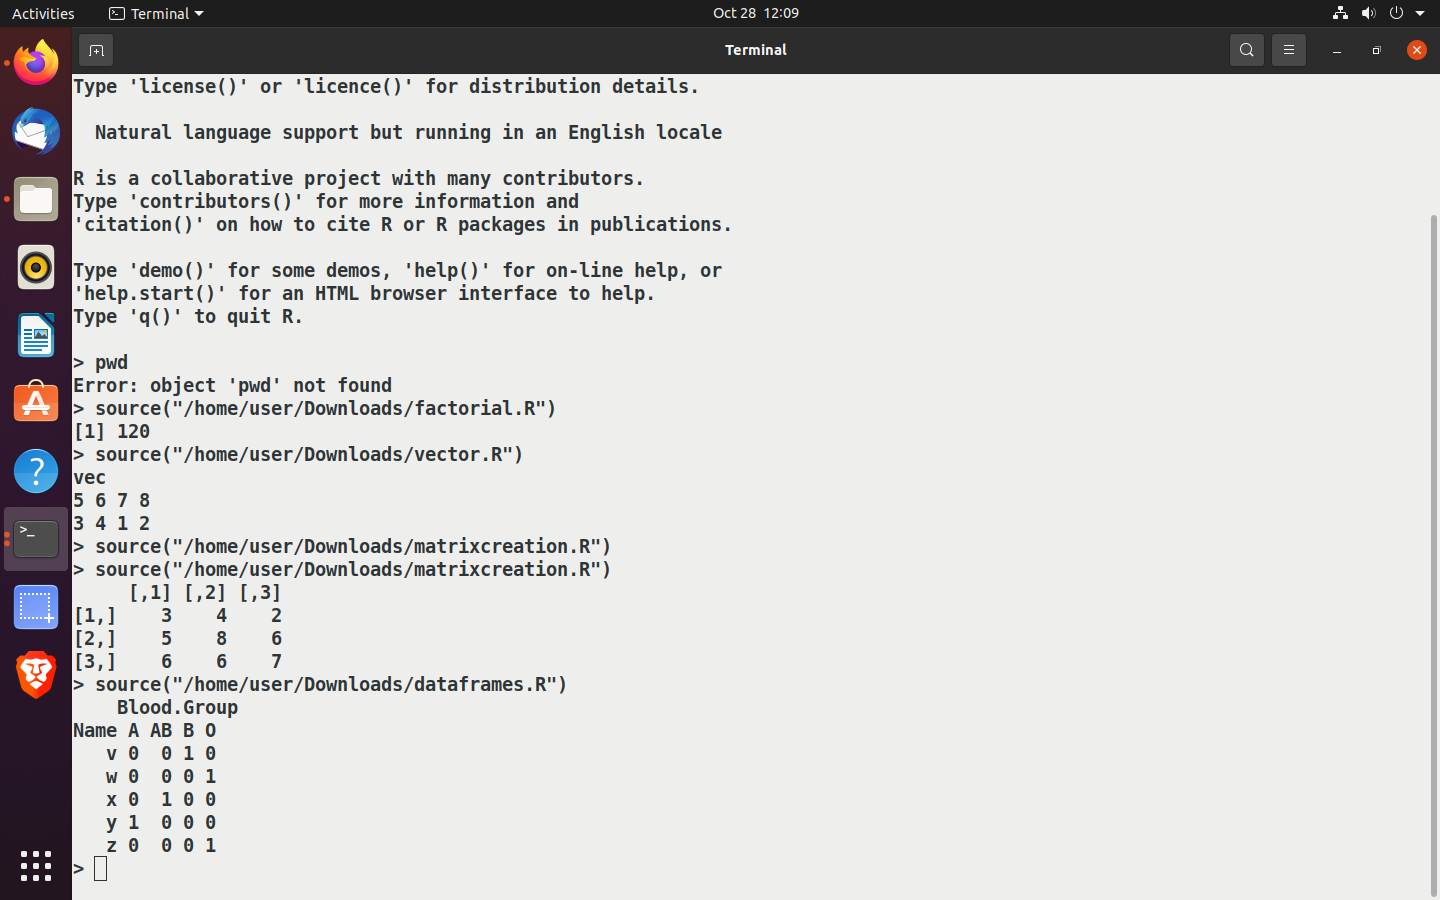 Activities Terminal Oct 28 12:09
Terminal
Type 'license()' or 'licence()' for distribution details.
Natural language support but running in an English locale
R is a collaborative project with many contributors.
Type 'contributors()' for more information and
'citation()' on how to cite R or R packages in publications.
Type 'demo()' for some demos, 'help()' for on-line help, or
'help.start()' for an HTML browser interface to help.
Type 'q()' to quit R.
> pwd
Error: object 'pwd' not found
> source("/home/user/Downloads/factorial.R")
[1] 120
> source("/home/user/Downloads/vector.R")
vec
5 6 7 8
3 4 1 2
> source("/home/user/Downloads/matrixcreation.R")
> source("/home/user/Downloads/matrixcreation.R")
     [,1] [,2] [,3]
[1,]    3    4    2
[2,]    5    8    6
[3,]    6    6    7
> source("/home/user/Downloads/dataframes.R")
    Blood.Group
Name A AB B O
   v 0  0 1 0
   w 0  0 0 1
   x 0  1 0 0
   y 1  0 0 0
   z 0  0 0 1
>